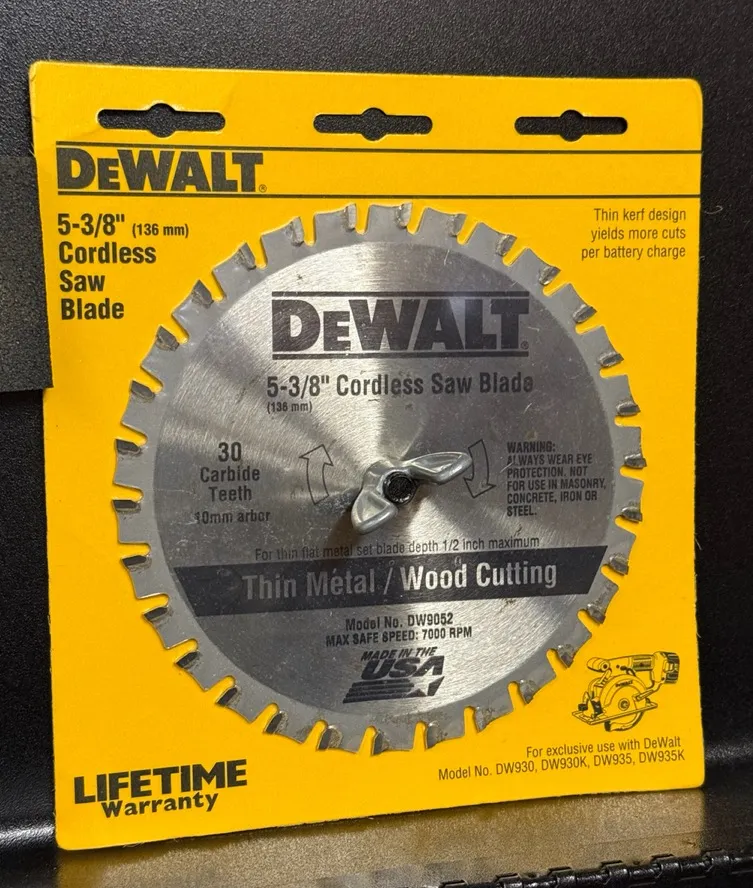 DEWALT®
5-3/8" (136 mm)
Cordless
Saw
Blade
Thin kerf design
yields more cuts
per battery charge
DEWALT®
5-3/8" Cordless Saw Blade
(136 mm)
30
Carbide
Teeth
10mm arbor
WARNING:
ALWAYS WEAR EYE
PROTECTION. NOT
FOR USE IN MASONRY,
CONCRETE, IRON OR
STEEL.
For thin flat metal set blade depth 1/2 inch maximum
Thin Metal / Wood Cutting
Model No. DW9052
MAX SAFE SPEED: 7000 RPM
MADE IN THE
USA
LIFETIME
Warranty
For exclusive use with DeWalt
Model No. DW930, DW930K, DW935, DW935K